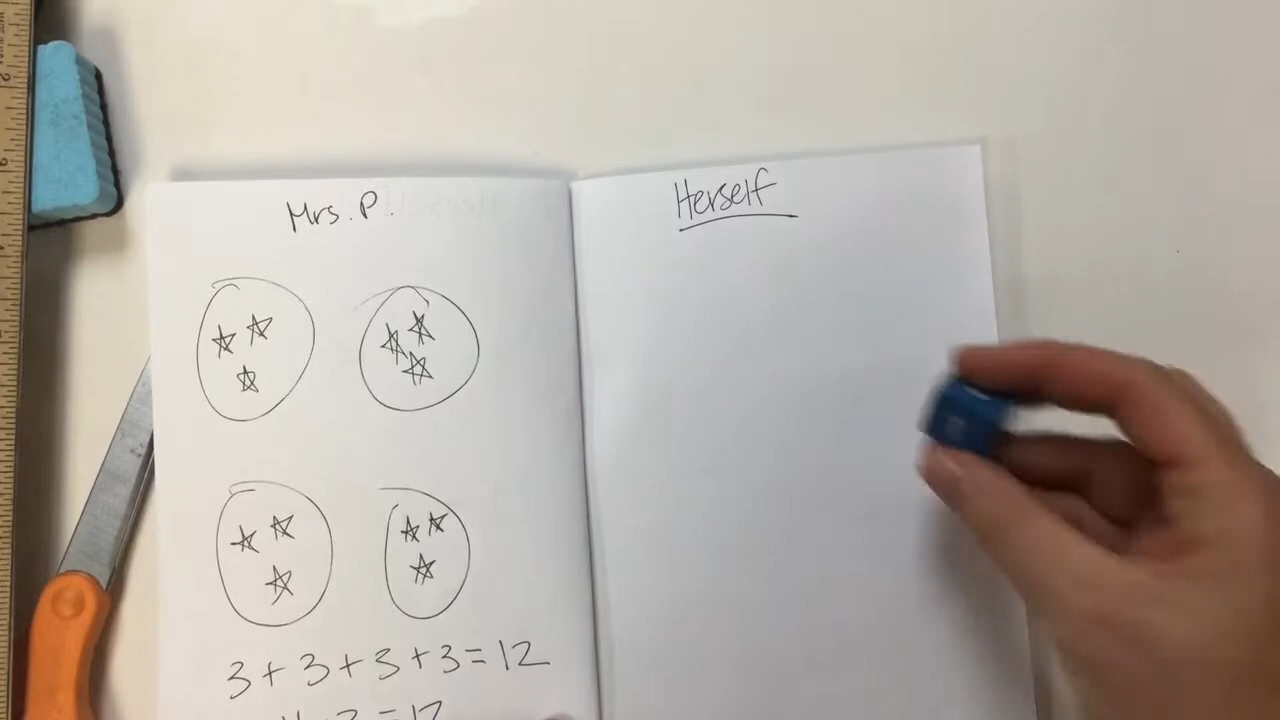 Mrs. P.
3 + 3 + 3 + 3 = 12
Herself